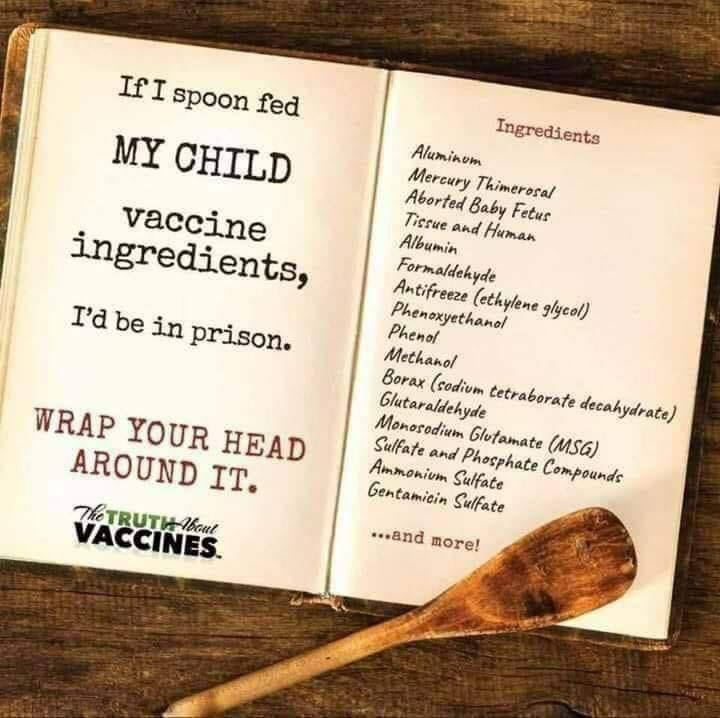 If I spoon fed
MY CHILD
vaccine
ingredients,
I'd be in prison.
WRAP YOUR HEAD
AROUND IT.
The TRUTH About
VACCINES™
Ingredients
Aluminum
Mercury Thimerosal
Aborted Baby Fetus
Tissue and Human
Albumin
Formaldehyde
Antifreeze (ethylene glycol)
Phenoxyethanol
Phenol
Methanol
Borax (sodium tetraborate decahydrate)
Glutaraldehyde
Monosodium Glutamate (MSG)
Sulfate and Phosphate Compounds
Ammonium Sulfate
Gentamicin Sulfate
...and more!